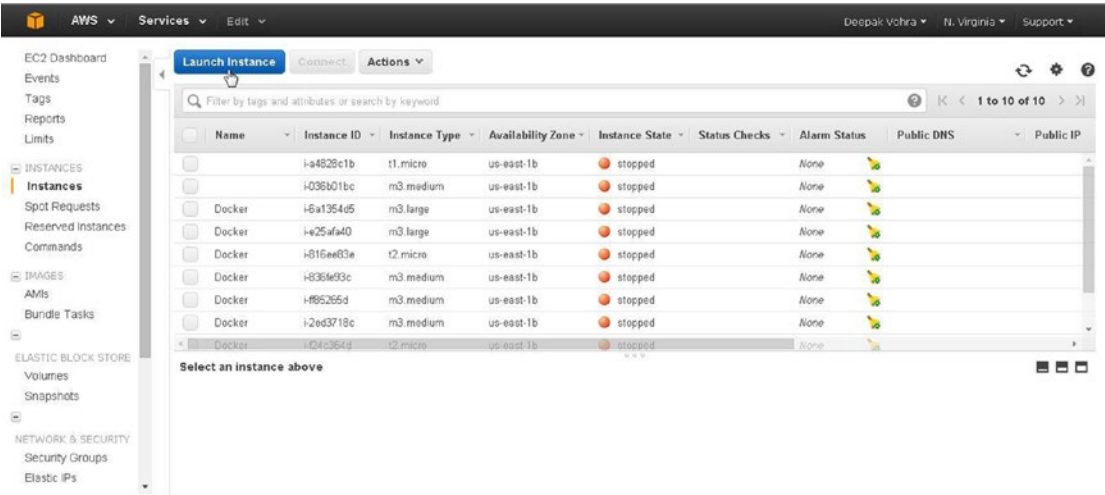 AWS Services Edit Deepak Vohra N. Virginia Support
EC2 Dashboard
Events
Tags
Reports
Limits
INSTANCES
Instances
Spot Requests
Reserved Instances
Commands
IMAGES
AMIs
Bundle Tasks
ELASTIC BLOCK STORE
Volumes
Snapshots
NETWORK & SECURITY
Security Groups
Elastic IPs
Launch Instance Connect Actions
Filter by tags and attributes or search by keyword 1 to 10 of 10
Name Instance ID Instance Type Availability Zone Instance State Status Checks Alarm Status Public DNS Public IP
i-a4828c1b t1.micro us-east-1b stopped None
i-036b01bc m3.medium us-east-1b stopped None
Docker i-6a1354d5 m3.large us-east-1b stopped None
Docker i-e25afa40 m3.large us-east-1b stopped None
Docker i-816ee83e t2.micro us-east-1b stopped None
Docker i-836fe93c m3.medium us-east-1b stopped None
Docker i-ff85265d m3.medium us-east-1b stopped None
Docker i-2ed3718c m3.medium us-east-1b stopped None
Docker i-f24c364d t2.micro us-east-1b stopped None
Select an instance above